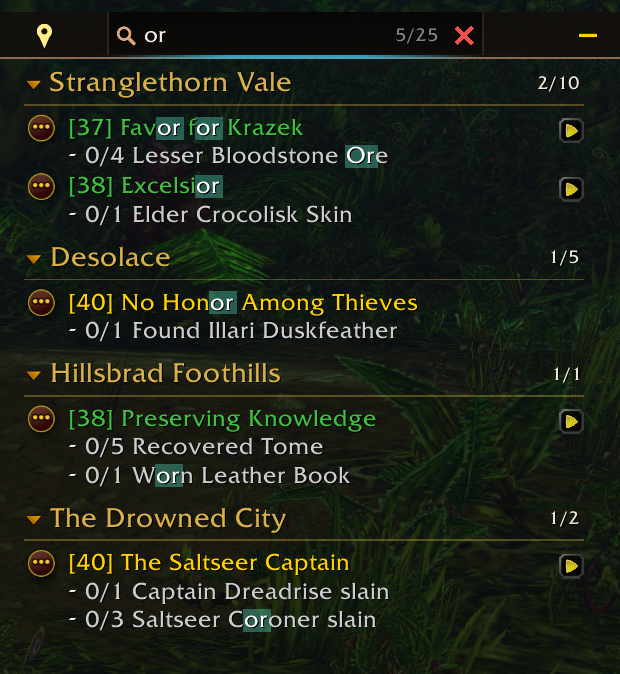 or 5/25
Stranglethorn Vale 2/10
[37] Favor for Krazek
- 0/4 Lesser Bloodstone Ore
[38] Excelsior
- 0/1 Elder Crocolisk Skin
Desolace 1/5
[40] No Honor Among Thieves
- 0/1 Found Illari Duskfeather
Hillsbrad Foothills 1/1
[38] Preserving Knowledge
- 0/5 Recovered Tome
- 0/1 Worn Leather Book
The Drowned City 1/2
[40] The Saltseer Captain
- 0/1 Captain Dreadrise slain
- 0/3 Saltseer Coroner slain